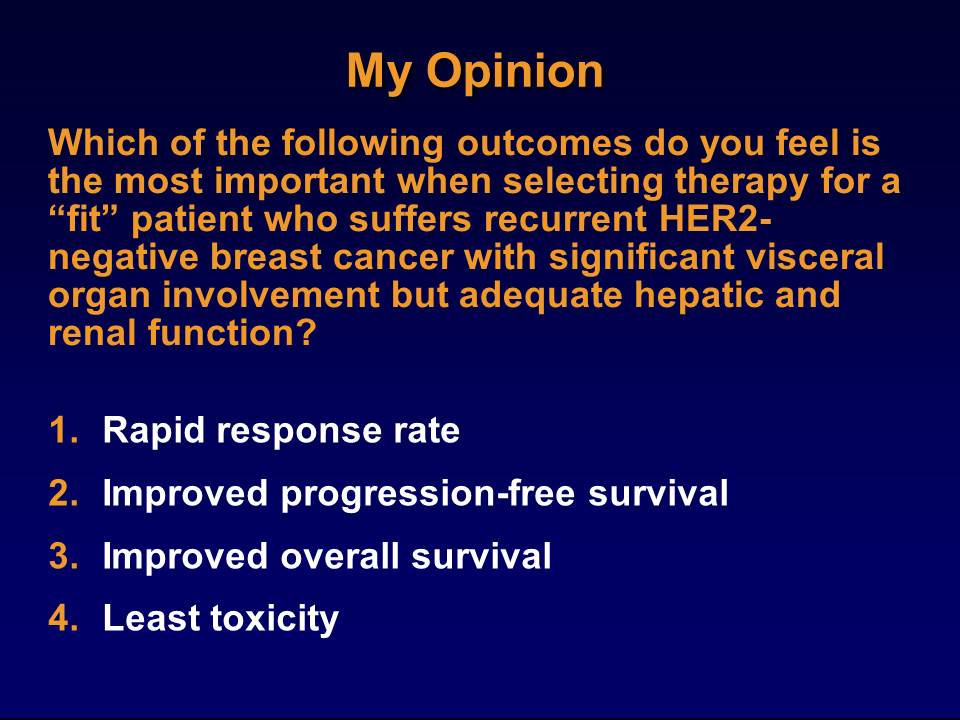 My Opinion
Which of the following outcomes do you feel is
the most important when selecting therapy for a
“fit” patient who suffers recurrent HER2-
negative breast cancer with significant visceral
organ involvement but adequate hepatic and
renal function?
1. Rapid response rate
2. Improved progression-free survival
3. Improved overall survival
4. Least toxicity